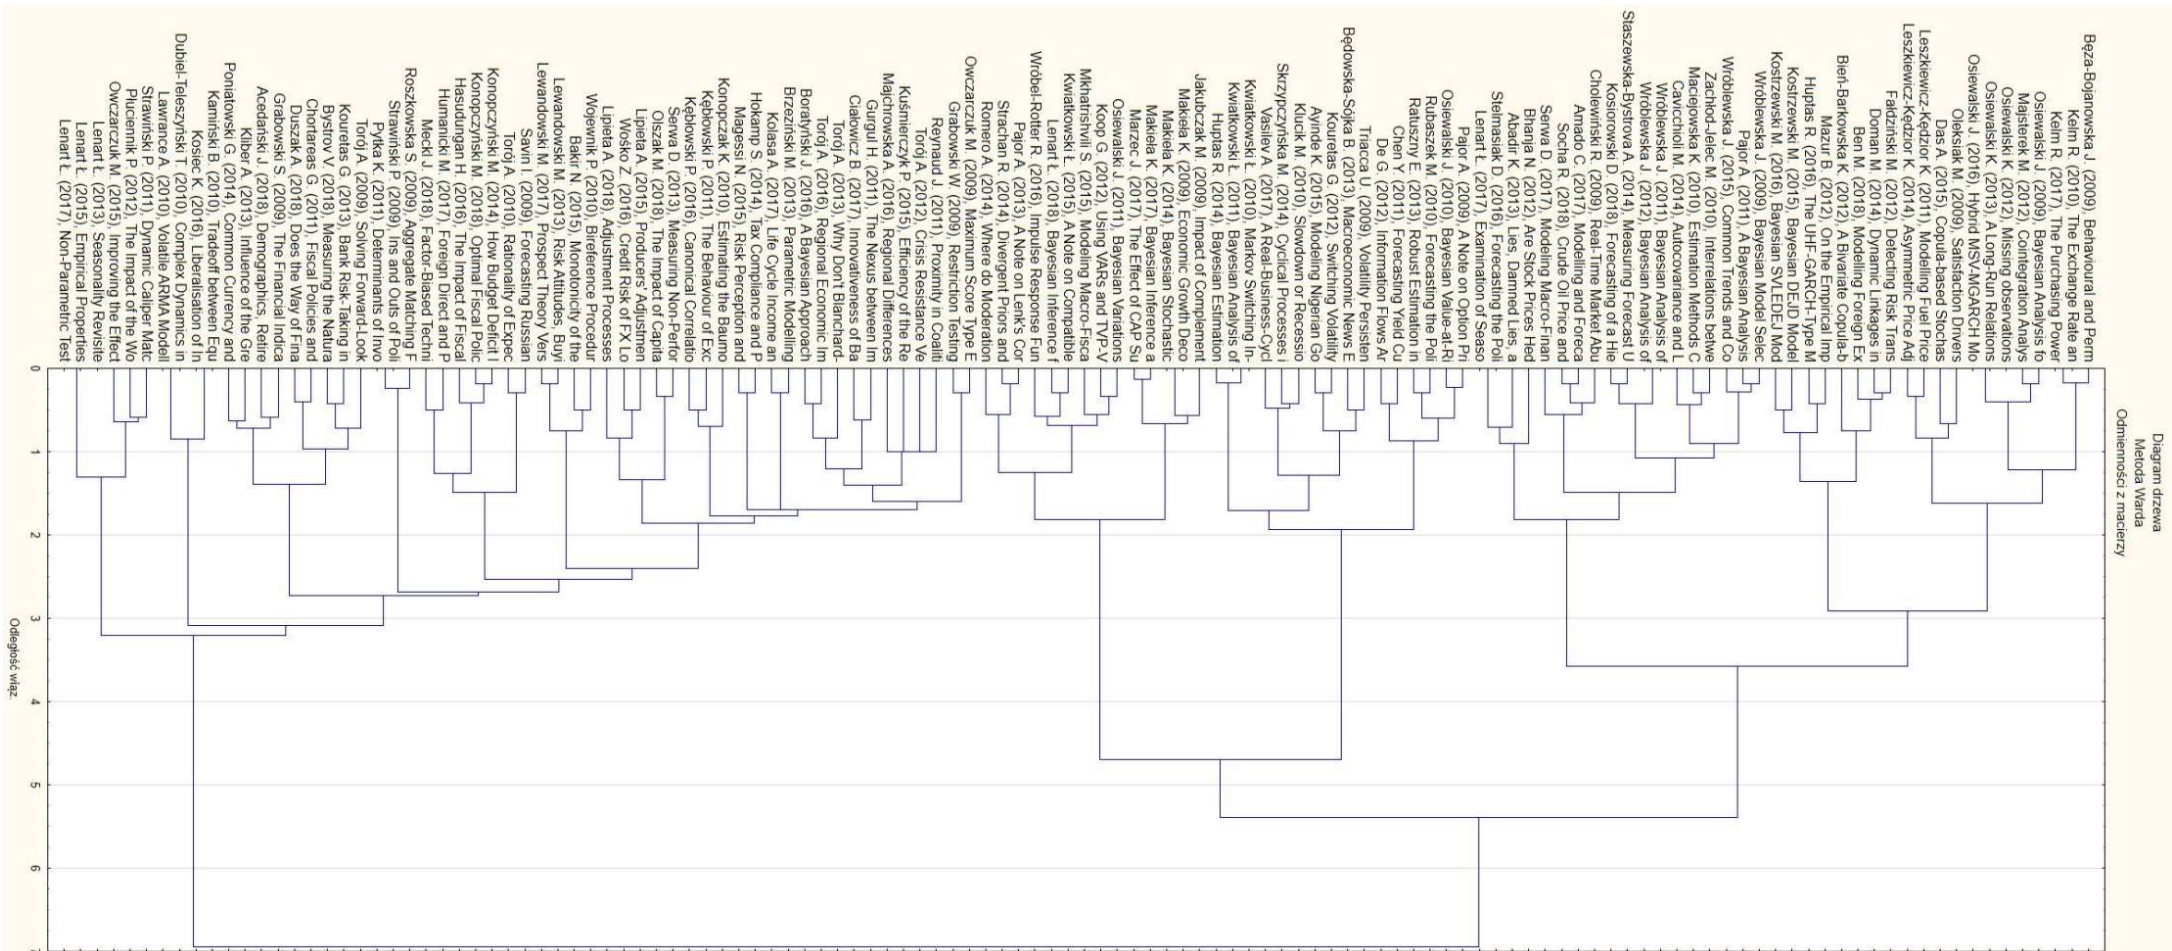 Diagram drzewa
Metoda Warda
Odmienności z macierzy
Bęza-Bojanowska J. (2009), Behavioural and Perm
Kelm R. (2010), The Exchange Rate an
Kelm R. (2017), The Purchasing Power
Osiewalski J. (2009), Bayesian Analysis fo
Majsterek M. (2012), Cointegration Analys
Osiewalski K. (2012), Missing observations
Osiewalski K. (2013), A Long-Run Relations
Osiewalski J. (2016), Hybrid MSV-MGARCH Mo
Oleksiak M. (2009), Satisfaction Drivers
Das A. (2015), Copula-based Stochas
Leszkiewicz-Kędzior K. (2011), Modelling Fuel Price
Leszkiewicz-Kędzior K. (2014), Asymmetric Price Adj
Fałdziński M. (2012), Detecting Risk Trans
Doman M. (2014), Dynamic Linkages in
Ben M. (2018), Modelling Foreign Ex
Bień-Barkowska K. (2012), A Bivariate Copula-b
Mazur B. (2012), On the Empirical Imp
Huptas R. (2016), The UHF-GARCH-Type M
Kostrzewski M. (2015), Bayesian DEJD Model
Kostrzewski M. (2016), Bayesian SVLEDEJ Mod
Wróblewska J. (2009), Bayesian Model Selec
Pajor A. (2011), A Bayesian Analysis
Wróblewska J. (2015), Common Trends and Co
Zachłod-Jelec M. (2010), Interrelations betwe
Maciejowska K. (2010), Estimation Methods C
Cavicchioli M. (2014), Autocovariance and L
Wróblewska J. (2011), Bayesian Analysis of
Wróblewska J. (2012), Bayesian Analysis of
Staszewska-Bystrova A. (2014), Measuring Forecast U
Kosiorowski D. (2018), Forecasting of a Hie
Cholewiński R. (2009), Real-Time Market Abu
Amado C. (2017), Modelling and Foreca
Socha R. (2018), Crude Oil Price and
Serwa D. (2017), Modeling Macro-Finan
Bhanja N. (2012), Are Stock Prices Hed
Abadir K. (2013), Lies, Damned Lies, a
Stelmasiak D. (2016), Forecasting the Poli
Lenart Ł. (2017), Examination of Seaso
Pajor A. (2009), A Note on Option Pri
Osiewalski J. (2010), Bayesian Value-at-Ri
Rubaszek M. (2010), Forecasting the Poli
Ratuszny E. (2013) Robust Estimation in
Chen Y. (2011), Forecasting Yield Cu
De G. (2012), Information Flows Ar
Triacca U. (2009), Volatility Persisten
Będowska-Sójka B. (2013), Macroeconomic News E
Kouretas G. (2012), Switching Volatility
Ayinde K. (2015) Modeling Nigerian Go
Kłucik M. (2010), Slowdown or Recessio
Skrzypczyńska M. (2014), Cyclical Processes i
Vasilev A. (2017), A Real-Business-Cycl
Kwiatkowski Ł. (2010), Markov Switching In-
Kwiatkowski Ł. (2011), Bayesian Analysis of
Huptas R. (2014), Bayesian Estimation
Jakubczak M. (2009), Impact of Complement
Makieła K. (2009), Economic Growth Deco
Makieła K. (2014), Bayesian Stochastic
Makieła K. (2017), Bayesian Inference a
Marzec J. (2017), The Effect of CAP Su
Osiewalski J. (2011), Bayesian Variations
Koop G. (2012), Using VARs and TVP-V
Mkhatrishvili S. (2015), Modeling Macro-Fisca
Kwiatkowski Ł. (2015), A Note on Compatible
Lenart Ł. (2018), Bayesian Inference f
Wróbel-Rotter R. (2016), Impulse Response Fun
Pajor A. (2013), A Note on Lenk's Cor
Strachan R. (2014), Divergent Priors and
Romero A. (2014), Where do Moderation
Owczarczuk M. (2009), Maximum Score Type E
Grabowski W. (2009), Restriction Testing
Reynaud J. (2011), Proximity in Coaliti
Torój A. (2012), Crisis Resistance Ve
Kuśmierczyk P. (2015), Efficiency of the Re
Majchrowska A. (2016), Regional Differences
Gurgul H. (2011), The Nexus between Im
Ciałowicz B. (2017), Innovativeness of Ba
Torój A. (2013), Why Don't Blanchard-
Torój A. (2016), Regional Economic Im
Boratyński J. (2016), A Bayesian Approach
Brzeziński M. (2013), Parametric Modelling
Kolasa A. (2017), Life Cycle Income an
Hokamp S. (2014), Tax Compliance and P
Magessi N. (2015), Risk Perception and
Konopczak K. (2010), Estimating the Baumo
Kębłowski P. (2011), The Behaviour of Exc
Kębłowski P. (2016), Canonical Correlatio
Serwa D. (2013), Measuring Non-Perfor
Olszak M. (2018), The Impact of Capita
Lipieta A. (2015), Producers' Adjustmen
Wośko Z. (2016), Credit Risk of FX Lo
Lipieta A. (2018), Adjustment Processes
Wojewnik P. (2010), Bireference Procedur
Bakir N. (2015), Monotonicity of the
Lewandowski M. (2013), Risk Attitudes, Buyi
Lewandowski M. (2017), Prospect Theory Vers
Savin I. (2009), Forecasting Russian
Torój A. (2010), Rationality of Expec
Konopczyński M. (2014), How Budget Deficit I
Konopczyński M. (2018), Optimal Fiscal Polic
Hasudungan H. (2016), The Impact of Fiscal
Humanicki M. (2017), Foreign Direct and P
Mećki J. (2018), Factor-Based Techni
Roszkowska S. (2009), Aggregate Matching F
Strawiński P. (2009), Ins and Outs of Poli
Pytka K. (2011), Determinants of Invo
Torój A. (2009), Solving Forward-Look
Kouretas G. (2013), Bank Risk-Taking in
Bystrov V. (2018), Measuring the Natura
Chortareas G. (2011), Fiscal Policies and
Duszak A. (2018), Does the Way of Fina
Grabowski S. (2009), The Financial Indica
Acedański J. (2018), Demographics, Retire
Kliber A. (2013), Influence of the Gre
Poniatowski G. (2014), Common Currency and
Kamiński B. (2010), Tradeoff between Equ
Kosiec K. (2016), Liberalisation of In
Dubiel-Teleszyński T. (2010), Complex Dynamics in
Lawrance A. (2010), Volatile ARMA Modell
Strawiński P. (2011), Dynamic Caliper Matc
Płuciennik P. (2012), The Impact of the Wo
Owczarczuk M. (2015), Improving the Effect
Lenart Ł. (2013), Seasonality Revisite
Lenart Ł. (2015), Empirical Properties
Lenart Ł. (2017), Non-Parametric Test
0
1
2
3
4
5
6
Odległość wiąz.